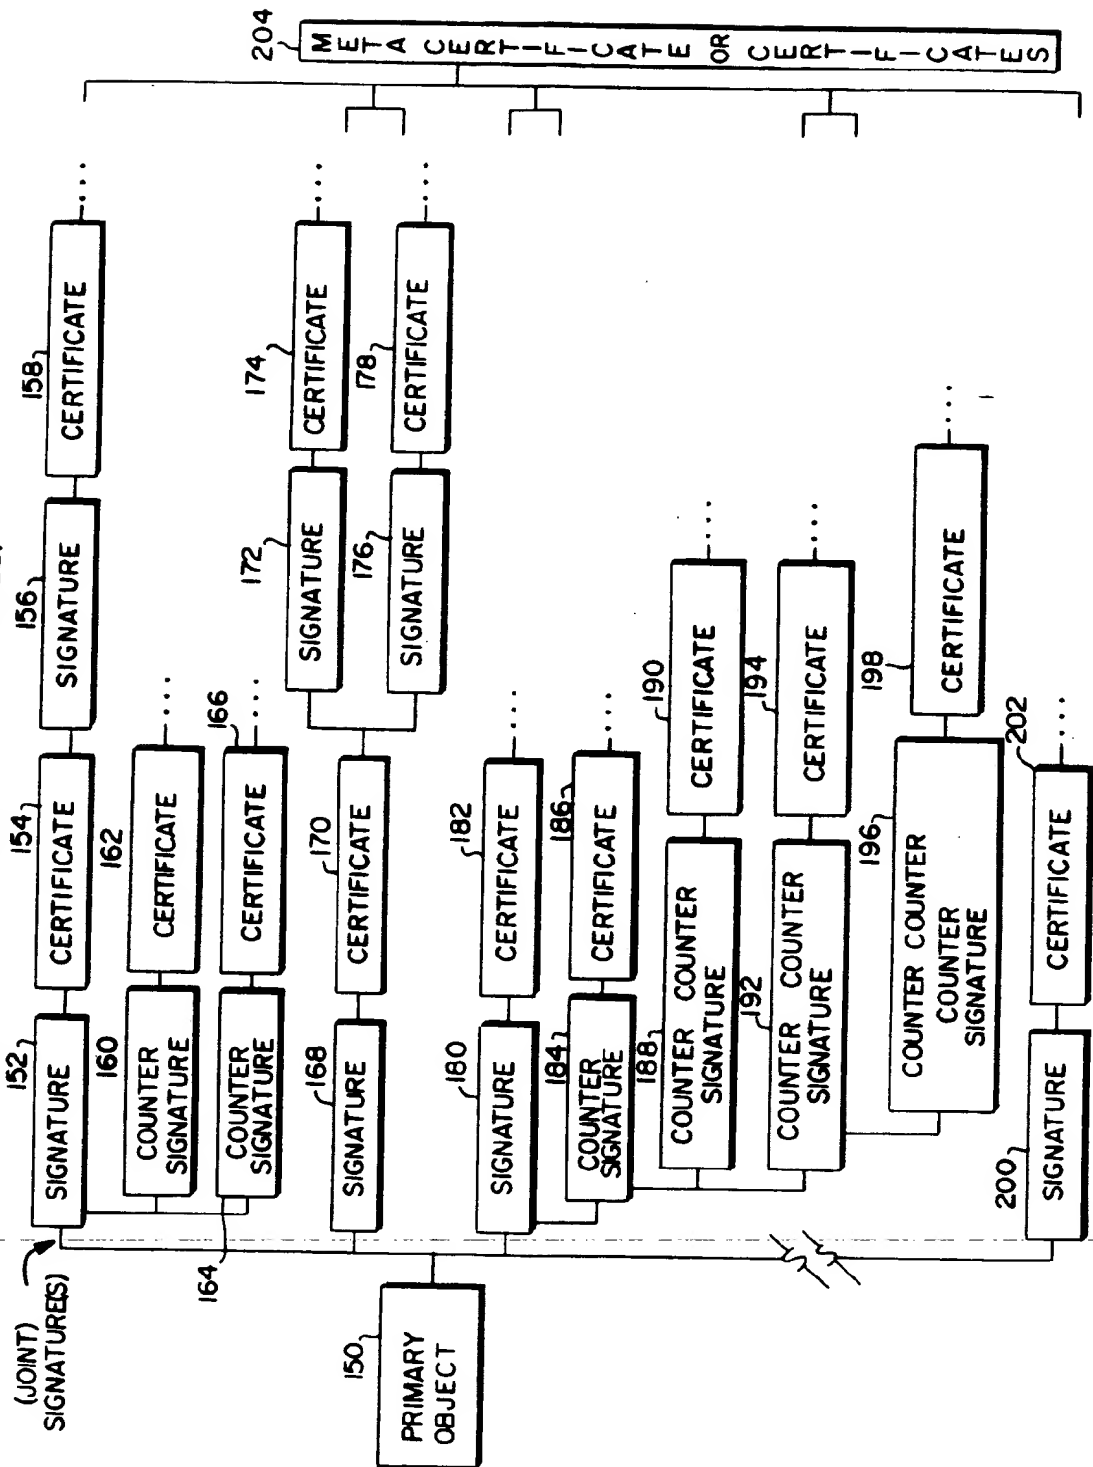 (JOINT)
SIGNATURE(S)
150
PRIMARY
OBJECT
152
SIGNATURE
154
CERTIFICATE
156
SIGNATURE
158
CERTIFICATE
....
160
COUNTER
SIGNATURE
162
CERTIFICATE
....
164
COUNTER
SIGNATURE
166
CERTIFICATE
....
168
SIGNATURE
170
CERTIFICATE
172
SIGNATURE
174
CERTIFICATE
....
176
SIGNATURE
178
CERTIFICATE
....
180
SIGNATURE
182
CERTIFICATE
....
184
COUNTER
SIGNATURE
186
CERTIFICATE
....
188
COUNTER COUNTER
SIGNATURE
190
CERTIFICATE
....
192
COUNTER COUNTER
SIGNATURE
194
CERTIFICATE
....
196
COUNTER COUNTER
COUNTER
SIGNATURE
198
CERTIFICATE
....
200
SIGNATURE
202
CERTIFICATE
....
204
META CERTIFICATE OR CERTIFICATES